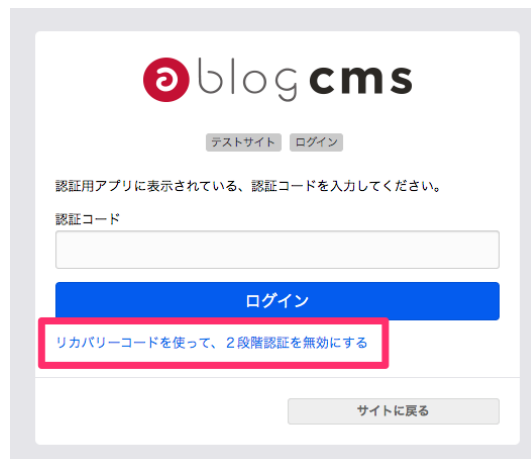 a blog cms
テストサイト ログイン
認証用アプリに表示されている、認証コードを入力してください。
認証コード
ログイン
リカバリーコードを使って、２段階認証を無効にする
サイトに戻る